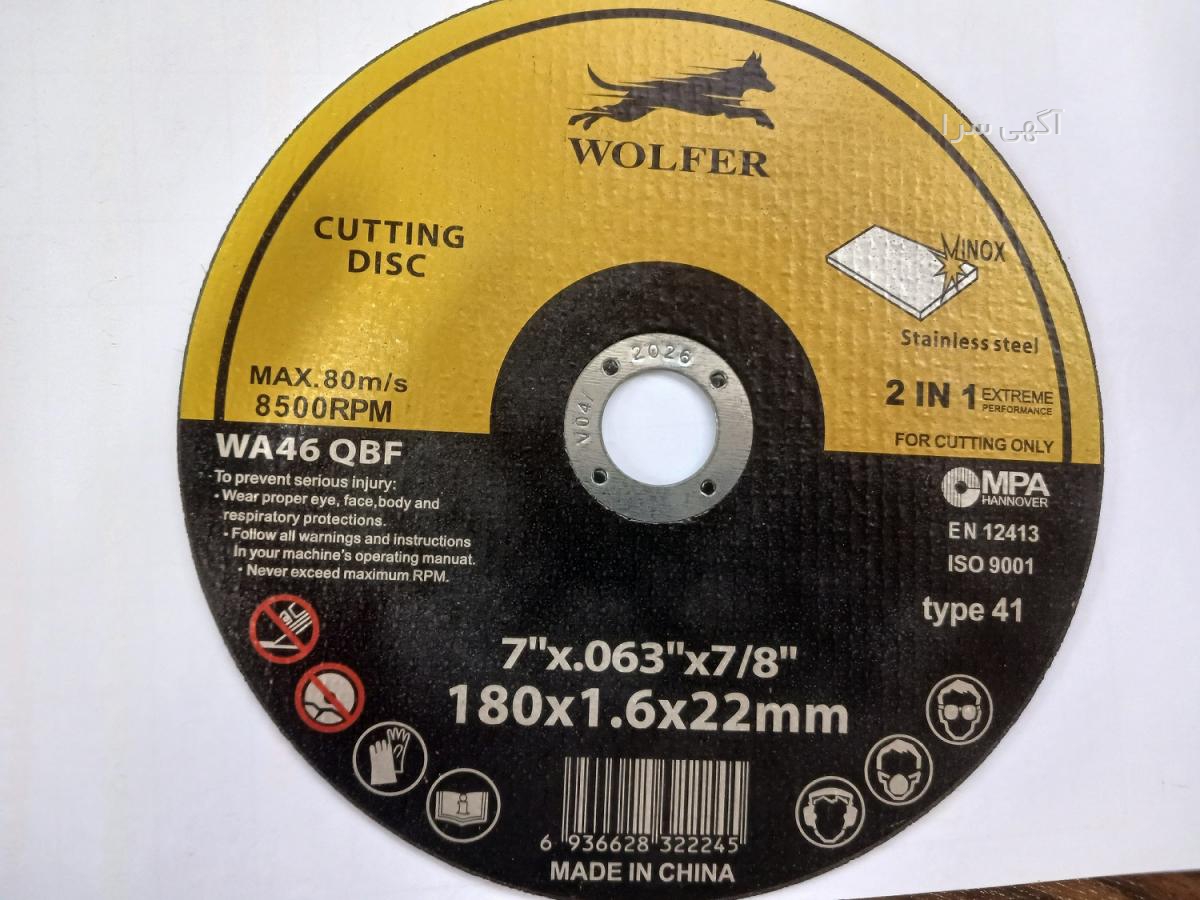 WOLFER
آگهی سرا
CUTTING
DISC
INOX
Stainless steel
2026
V04/
MAX.80m/s
8500RPM
2 IN 1 EXTREME
PERFORMANCE
FOR CUTTING ONLY
WA46 QBF
To prevent serious injury:
• Wear proper eye, face,body and
respiratory protections.
• Follow all warnings and instructions
In your machine's operating manuat.
• Never exceed maximum RPM.
MPA
HANNOVER
EN 12413
ISO 9001
type 41
7"x.063"x7/8"
180x1.6x22mm
6 936628 322245
MADE IN CHINA